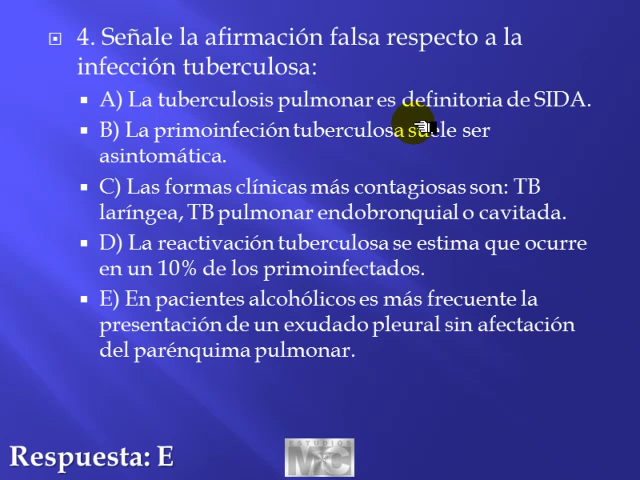 4. Señale la afirmación falsa respecto a la
infección tuberculosa:
A) La tuberculosis pulmonar es definitoria de SIDA.
B) La primoinfeción tuberculosa suele ser
asintomática.
C) Las formas clínicas más contagiosas son: TB
laríngea, TB pulmonar endobronquial o cavitada.
D) La reactivación tuberculosa se estima que ocurre
en un 10% de los primoinfectados.
E) En pacientes alcohólicos es más frecuente la
presentación de un exudado pleural sin afectación
del parénquima pulmonar.
Respuesta: E
ESTUDIOS
MFC